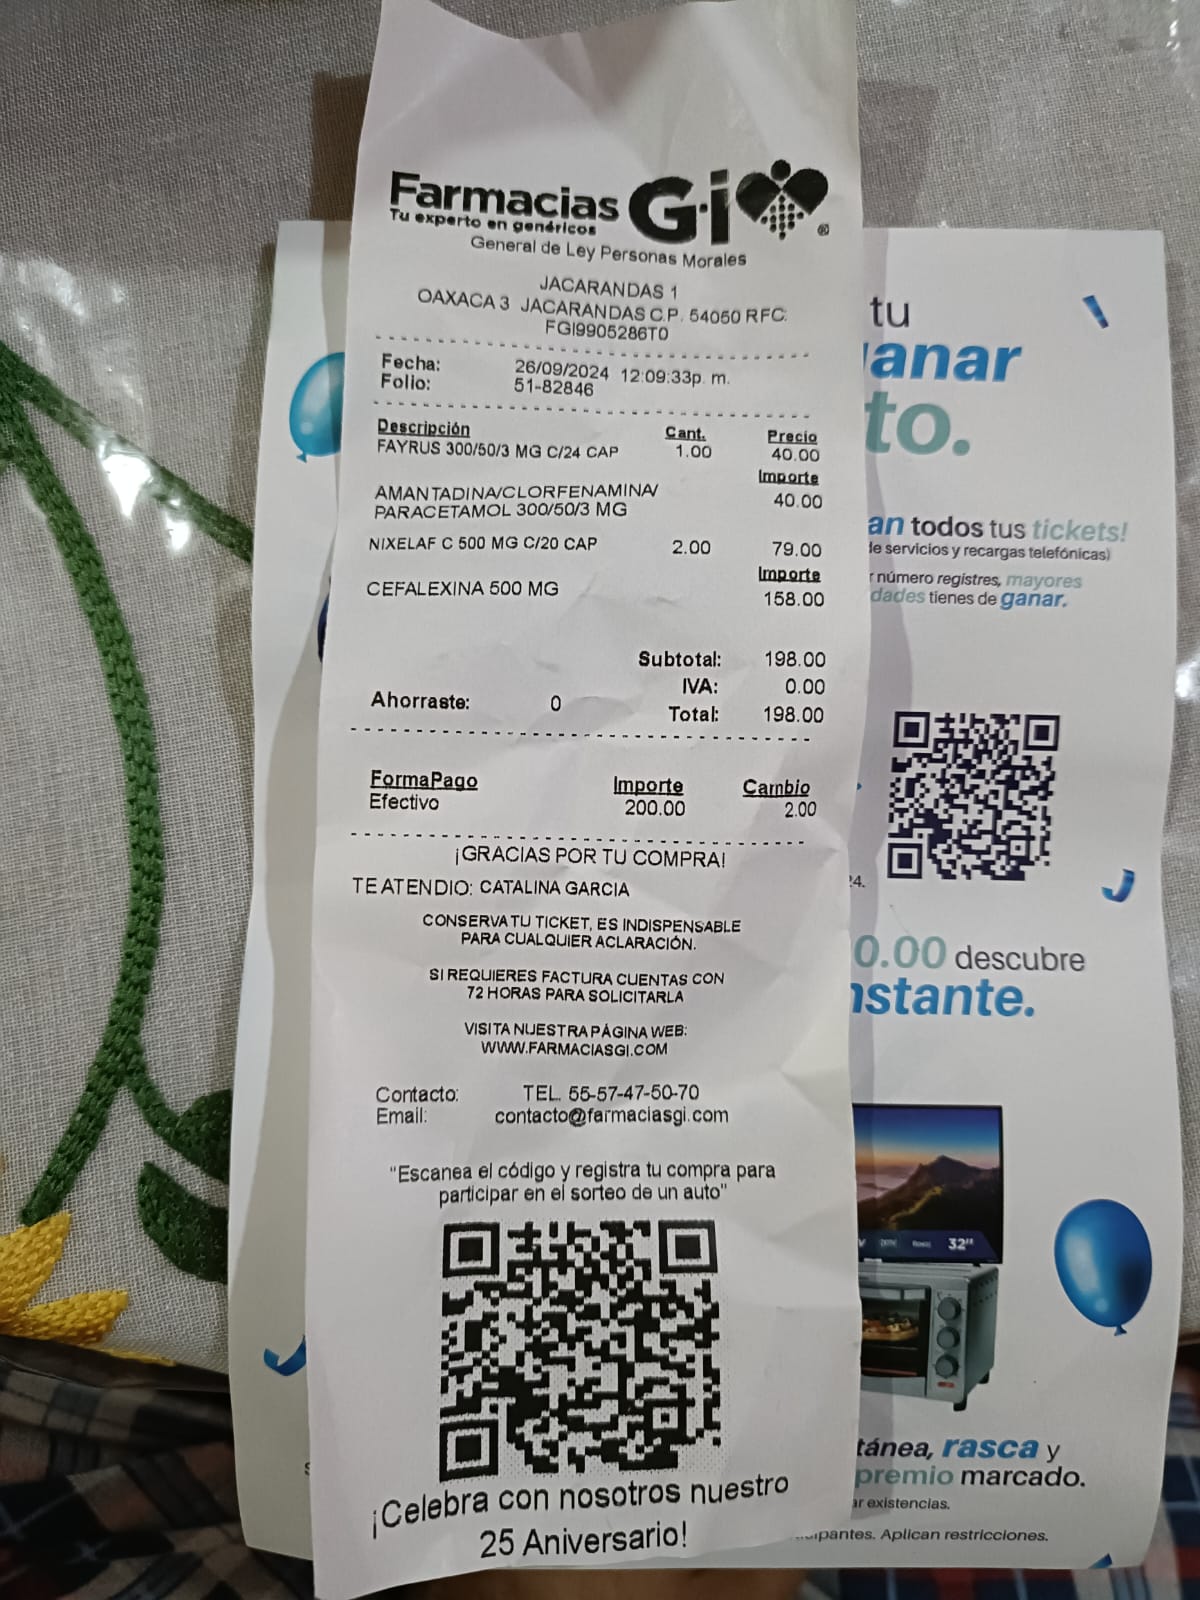 Farmacias G·i
Tu experto en genéricos
General de Ley Personas Morales
JACARANDAS 1
OAXACA 3 JACARANDAS C.P. 54050 RFC:
FGI9905286T0
Fecha: 26/09/2024 12:09:33p. m.
Folio: 51-82846
Descripción Cant. Precio
FAYRUS 300/50/3 MG C/24 CAP 1.00 40.00
Importe
AMANTADINA/CLORFENAMINA/ 40.00
PARACETAMOL 300/50/3 MG
NIXELAF C 500 MG C/20 CAP 2.00 79.00
Importe
CEFALEXINA 500 MG 158.00
Subtotal: 198.00
IVA: 0.00
Ahorraste: 0 Total: 198.00
FormaPago Importe Cambio
Efectivo 200.00 2.00
¡GRACIAS POR TU COMPRA!
TE ATENDIO: CATALINA GARCIA
CONSERVA TU TICKET, ES INDISPENSABLE
PARA CUALQUIER ACLARACIÓN.
SI REQUIERES FACTURA CUENTAS CON
72 HORAS PARA SOLICITARLA
VISITA NUESTRA PÁGINA WEB:
WWW.FARMACIASGI.COM
Contacto: TEL. 55-57-47-50-70
Email: contacto@farmaciasgi.com
"Escanea el código y registra tu compra para
participar en el sorteo de un auto"
¡Celebra con nosotros nuestro
25 Aniversario!
tu
anar
to.
an todos tus tickets!
de servicios y recargas telefónicas)
r número registres, mayores
dades tienes de ganar.
24.
0.00 descubre
nstante.
32"
tánea, rasca y
premio marcado.
ar existencias.
ipantes. Aplican restricciones.